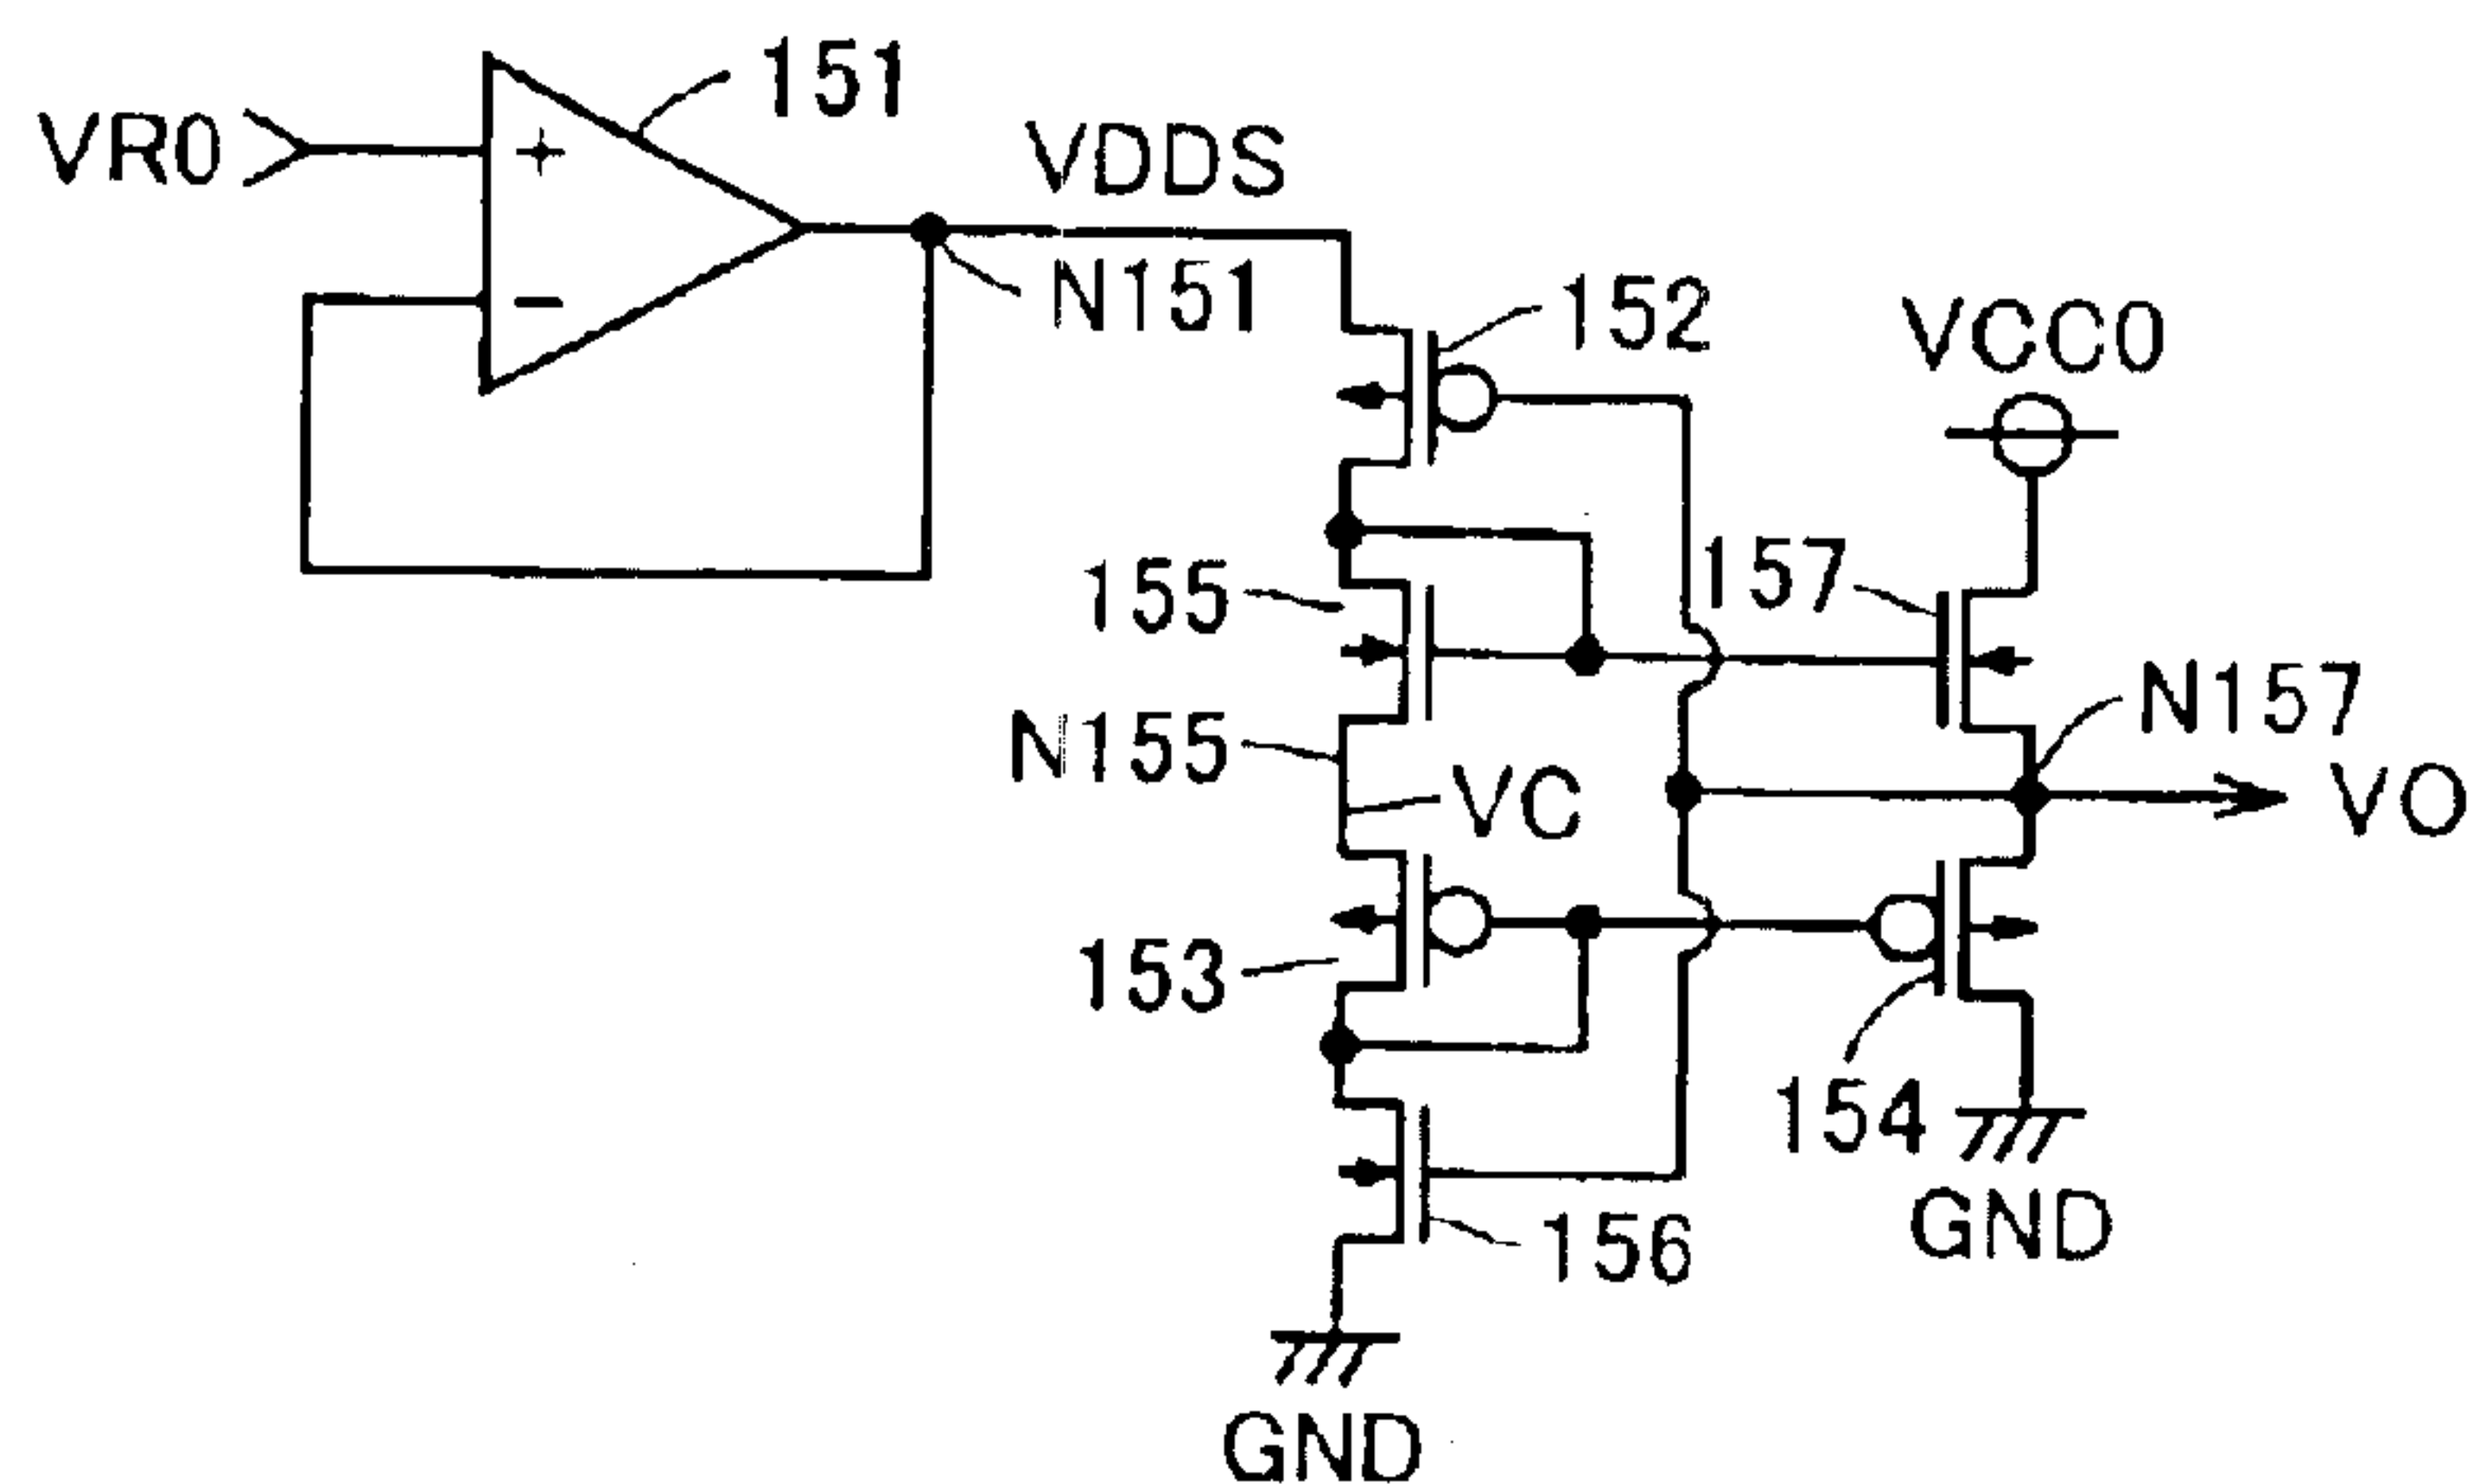 151
VR0
+
VDDS
−
N151
152
VCC0
155
157
N155
N157
VC
VO
153
154
156
GND
GND